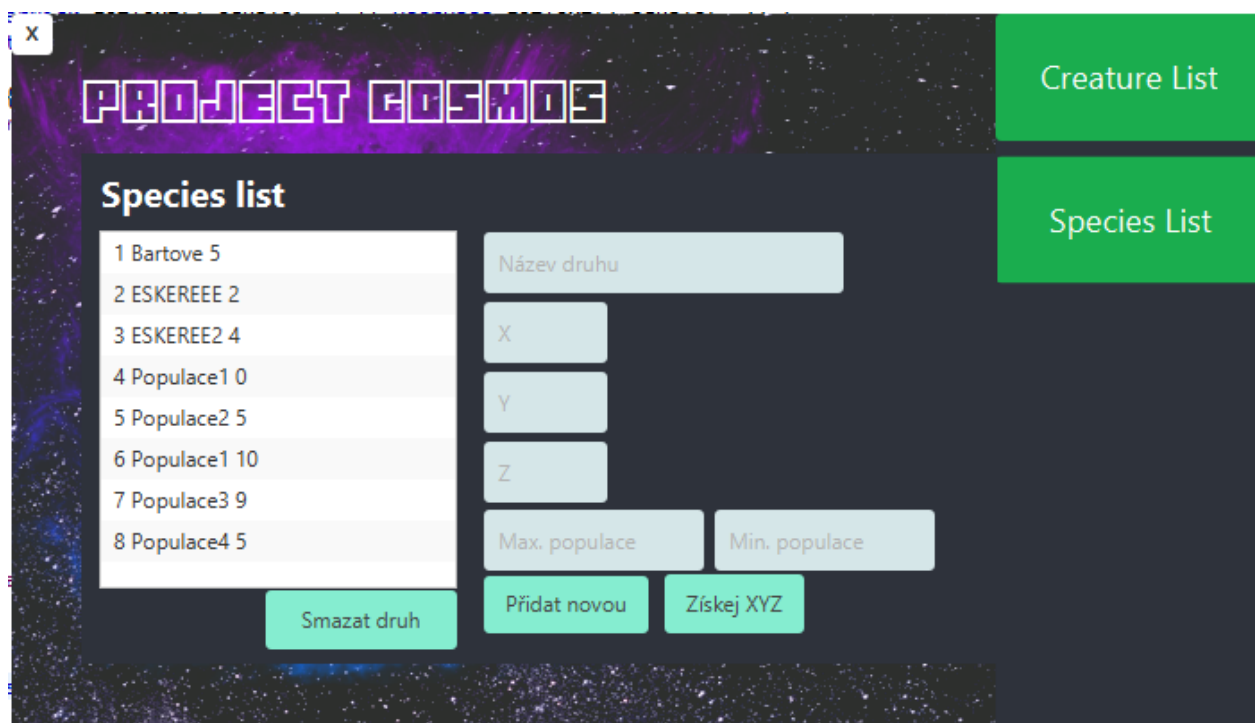 X
PROJECT COSMOS
Creature List
Species List
Species list
1 Bartove 5
2 ESKEREEE 2
3 ESKEREE2 4
4 Populace1 0
5 Populace2 5
6 Populace1 10
7 Populace3 9
8 Populace4 5
Smazat druh
Název druhu
X
Y
Z
Max. populace Min. populace
Přidat novou Získej XYZ